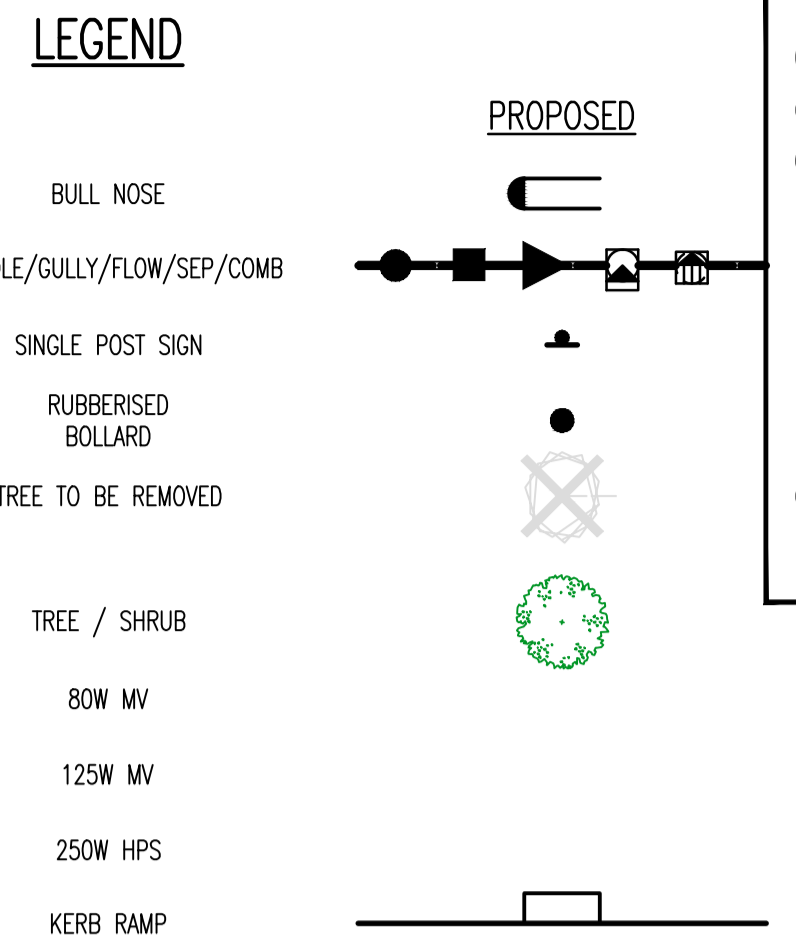 LEGEND
PROPOSED
BULL NOSE
OLE/GULLY/FLOW/SEP/COMB
SINGLE POST SIGN
RUBBERISED
BOLLARD
TREE TO BE REMOVED
TREE / SHRUB
80W MV
125W MV
250W HPS
KERB RAMP